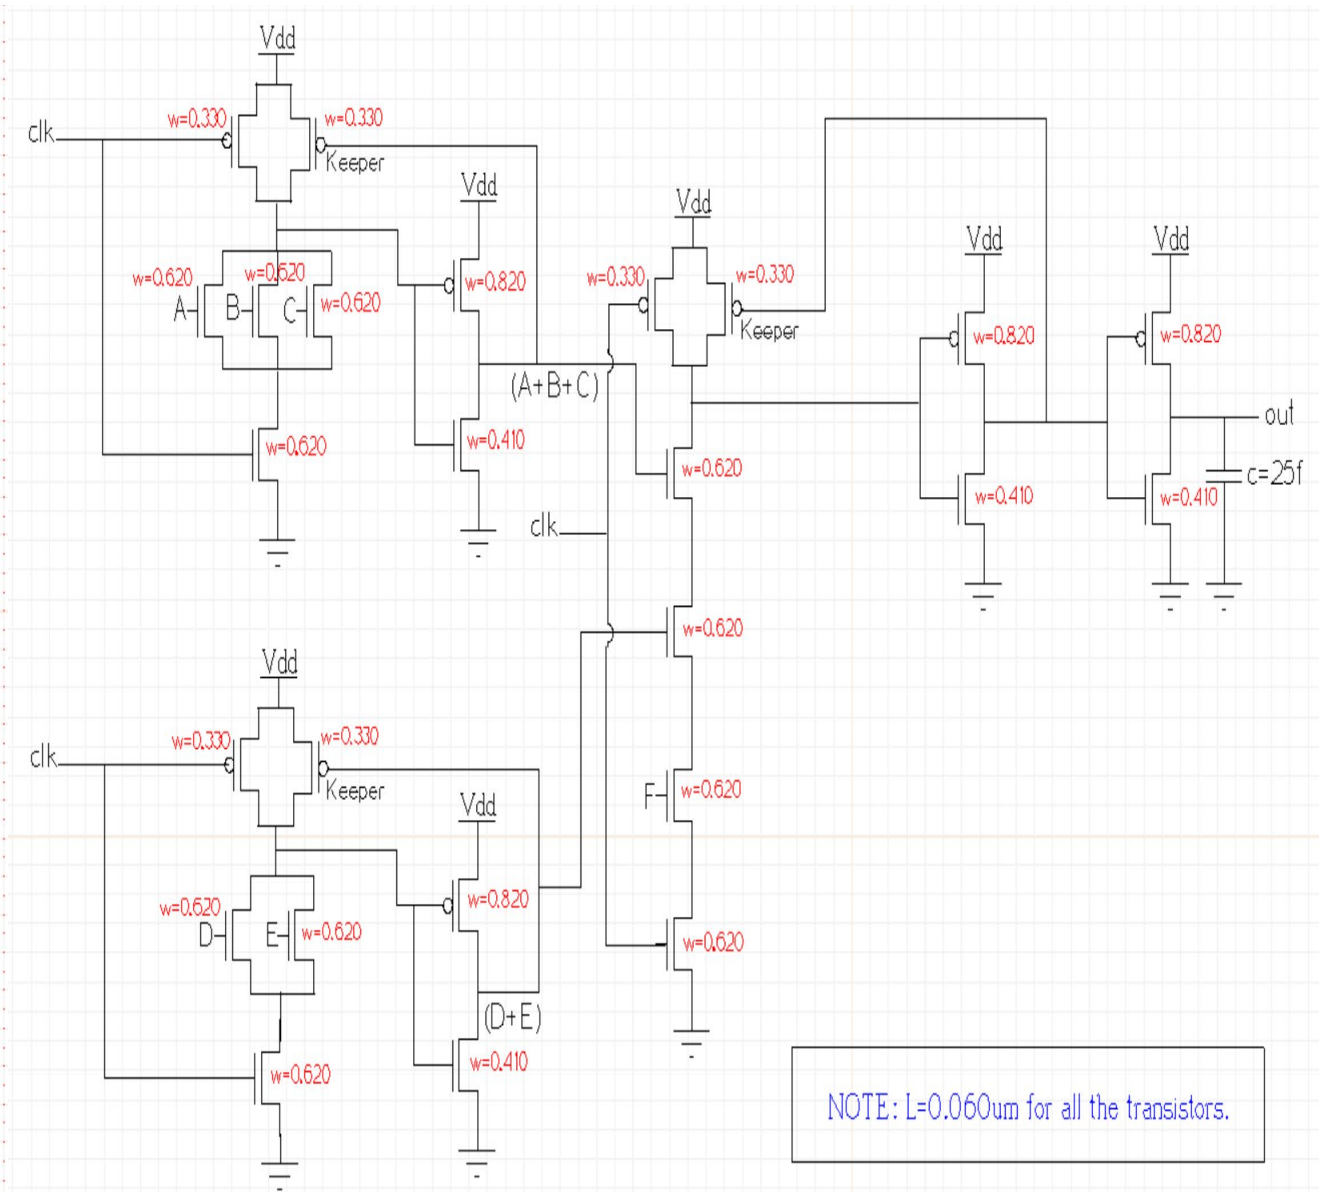 Vdd
w=0.330
w=0.330
clk
Keeper
Vdd
w=0.620
w=0.620
w=0.820
w=0.620
A
B
C
(A+B+C)
w=0.620
w=0.410
Vdd
w=0.330
w=0.330
Keeper
w=0.620
clk
w=0.620
F
w=0.620
w=0.620
Vdd
w=0.820
w=0.410
Vdd
w=0.820
out
c=25f
w=0.410
Vdd
w=0.330
w=0.330
clk
Keeper
Vdd
w=0.620
w=0.820
D
E
w=0.620
(D+E)
w=0.620
w=0.410
NOTE: L=0.060um for all the transistors.